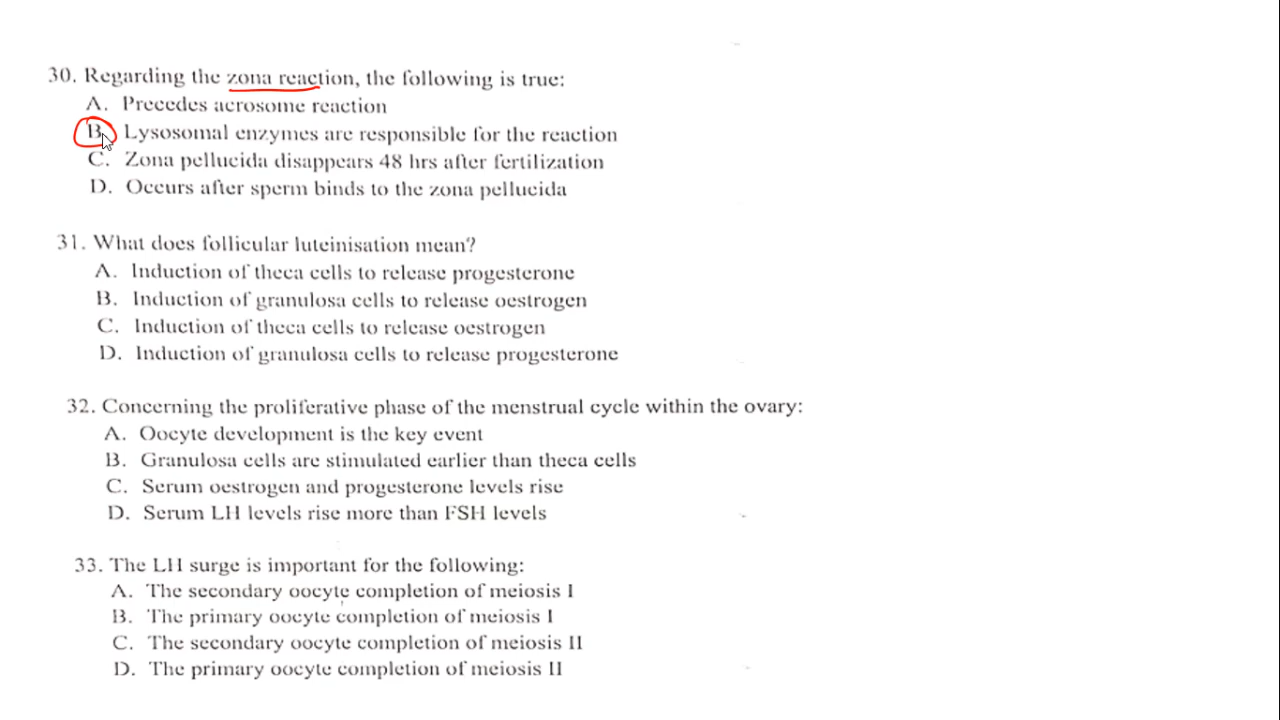 30. Regarding the zona reaction, the following is true:
A. Precedes acrosome reaction
B. Lysosomal enzymes are responsible for the reaction
C. Zona pellucida disappears 48 hrs after fertilization
D. Occurs after sperm binds to the zona pellucida
31. What does follicular luteinisation mean?
A. Induction of theca cells to release progesterone
B. Induction of granulosa cells to release oestrogen
C. Induction of theca cells to release oestrogen
D. Induction of granulosa cells to release progesterone
32. Concerning the proliferative phase of the menstrual cycle within the ovary:
A. Oocyte development is the key event
B. Granulosa cells are stimulated earlier than theca cells
C. Serum oestrogen and progesterone levels rise
D. Serum LH levels rise more than FSH levels
33. The LH surge is important for the following:
A. The secondary oocyte completion of meiosis I
B. The primary oocyte completion of meiosis I
C. The secondary oocyte completion of meiosis II
D. The primary oocyte completion of meiosis II